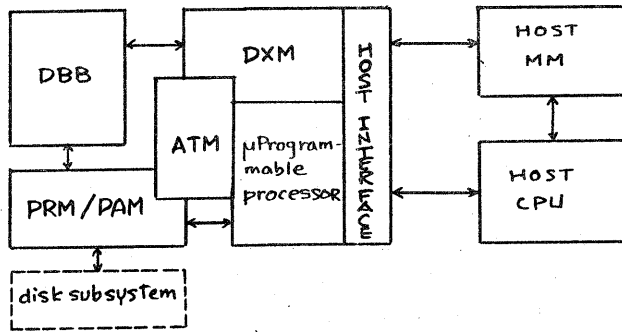 DBB
DXM
HOST INTERFACE
HOST
MM
ATM
μProgram-
mable
processor
PRM/PAM
HOST
CPU
disk subsystem